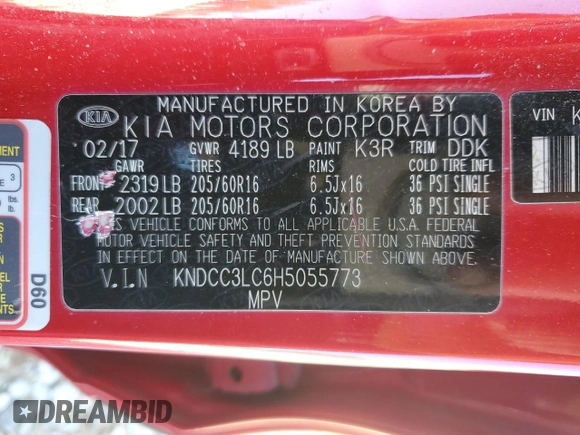 KIA
MANUFACTURED IN KOREA BY
KIA MOTORS CORPORATION
02/17 GVWR 4189 LB PAINT K3R TRIM DDK
GAWR TIRES RIMS COLD TIRE INFL
FRONT 2319 LB 205/60R16 6.5Jx16 36 PSI SINGLE
REAR 2002 LB 205/60R16 6.5Jx16 36 PSI SINGLE
VEHICLE CONFORMS TO ALL APPLICABLE U.S.A. FEDERAL
MOTOR VEHICLE SAFETY AND THEFT PREVENTION STANDARDS
IN EFFECT ON THE DATE OF MANUFACTURE SHOWN ABOVE.
V.I.N KNDCC3LC6H5055773
MPV
VIN
D60
3
lbs.
DREAMBID